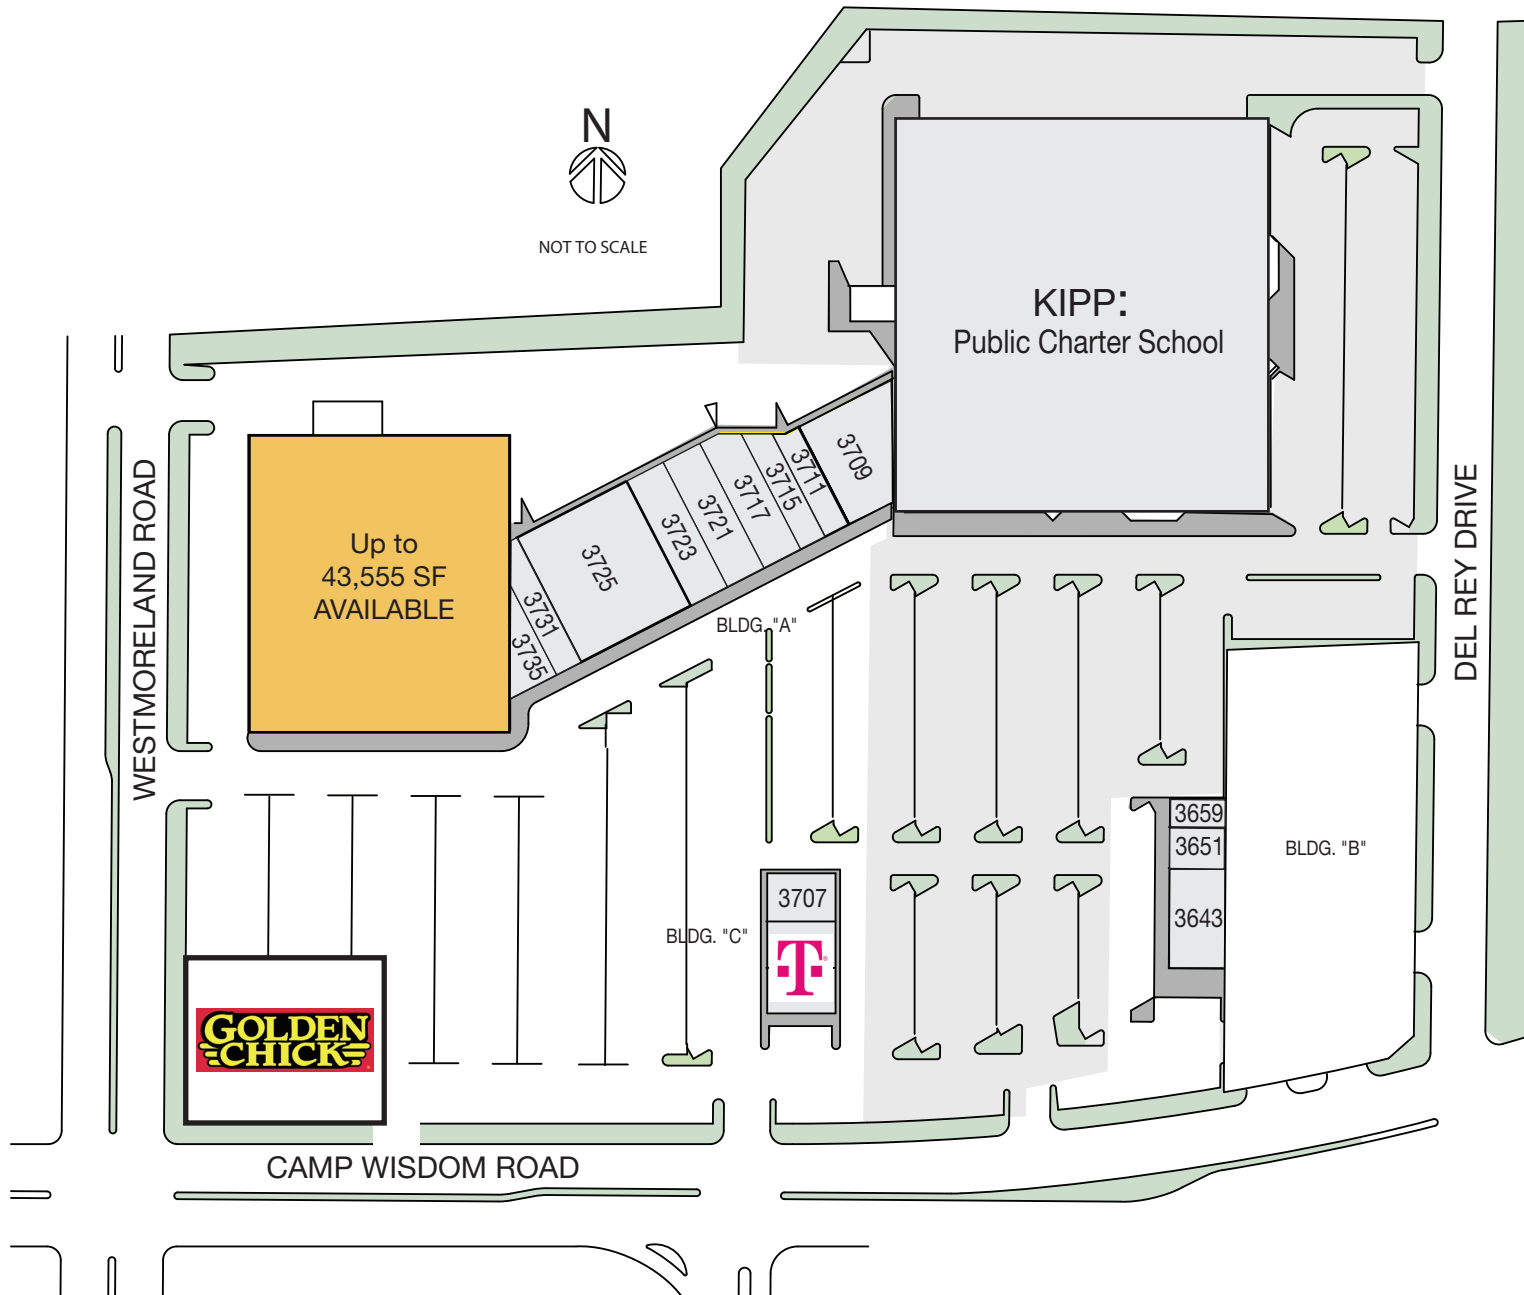 N
NOT TO SCALE
KIPP:
Public Charter School
WESTMORELAND ROAD
DEL REY DRIVE
Up to
43,555 SF
AVAILABLE
3709
3711
3715
3717
3721
3723
3725
3731
3735
BLDG. "A"
3659
3651
3643
BLDG. "B"
3707
BLDG. "C"
T
GOLDEN
CHICK
CAMP WISDOM ROAD